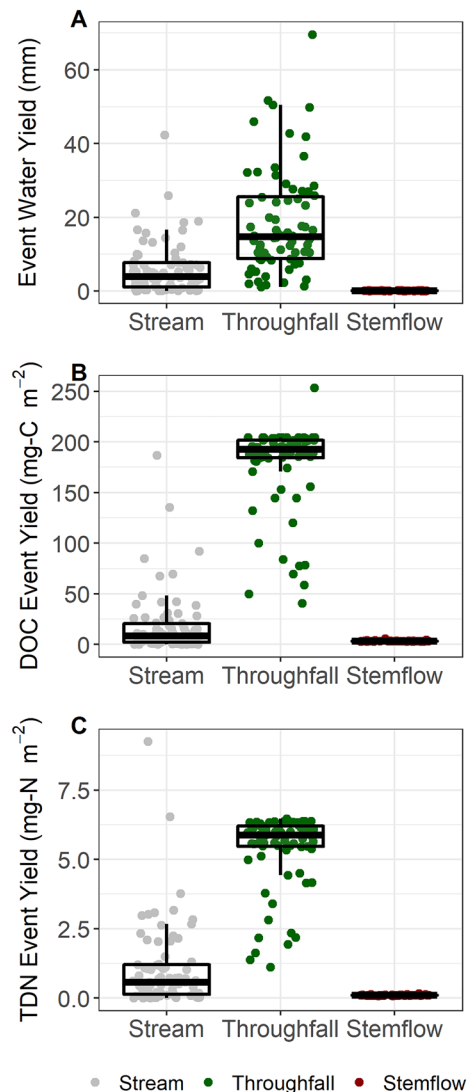 A
Event Water Yield (mm)
60
40
20
0
Stream Throughfall Stemflow
B
DOC Event Yield (mg-C m⁻²)
250
200
150
100
50
0
Stream Throughfall Stemflow
C
TDN Event Yield (mg-N m⁻²)
7.5
5.0
2.5
0.0
Stream Throughfall Stemflow
Stream Throughfall Stemflow